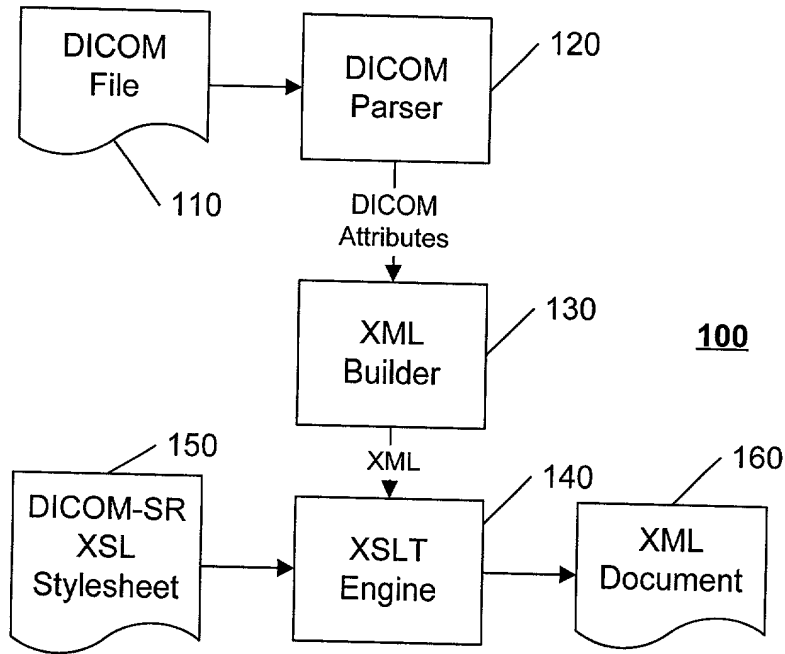 DICOM
File
110
DICOM
Parser
120
DICOM
Attributes
XML
Builder
130
100
XML
150
DICOM-SR
XSL
Stylesheet
XSLT
Engine
140
160
XML
Document